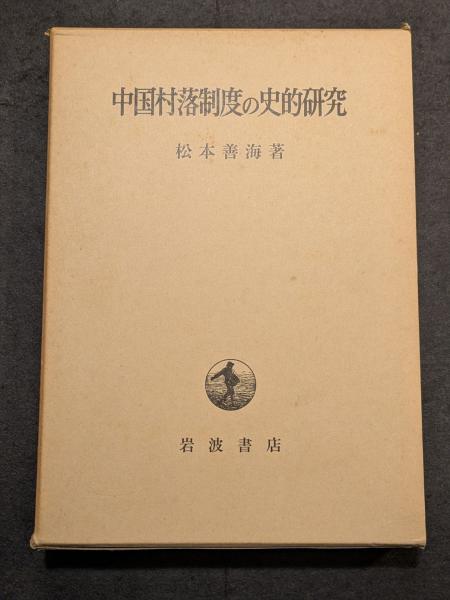 中国村落制度の史的研究
松本善海著
岩波書店